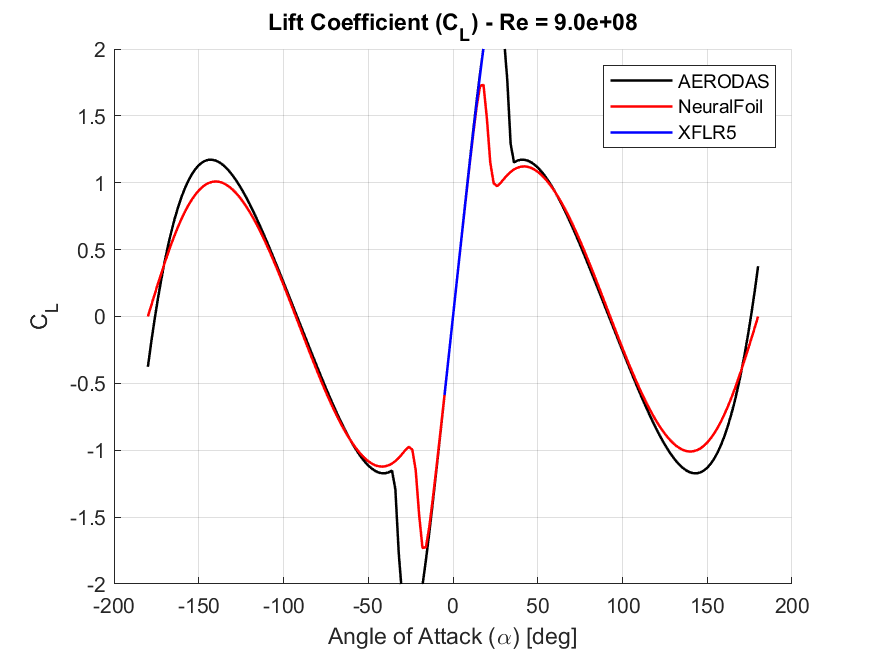 Lift Coefficient (C_L) - Re = 9.0e+08
AERODAS
NeuralFoil
XFLR5
2
1.5
1
0.5
0
-0.5
-1
-1.5
-2
C_L
-200 -150 -100 -50 0 50 100 150 200
Angle of Attack (α) [deg]